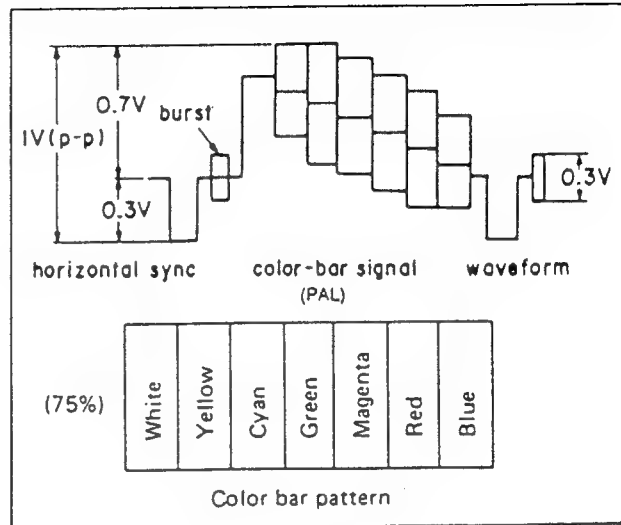 0.7V
burst
1V(p-p)
0.3V
0.3V
horizontal sync
color-bar signal
waveform
(PAL)
(75%)
White
Yellow
Cyan
Green
Magenta
Red
Blue
Color bar pattern